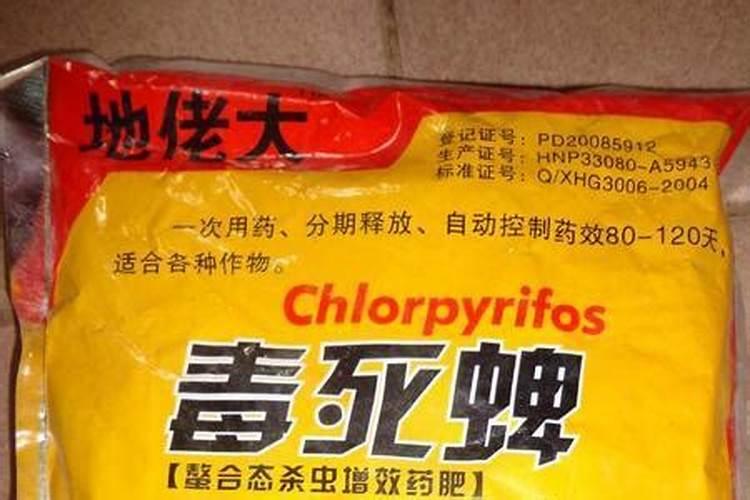 地佬大
登记证号：PD20085912
生产证号：HNP33080-A5943
标准证号：Q/XHG3006-2004
一次用药、分期释放、自动控制药效80-120天，
适合各种作物。
Chlorpyrifos
毒死蜱
【螯合态杀虫增效药肥】